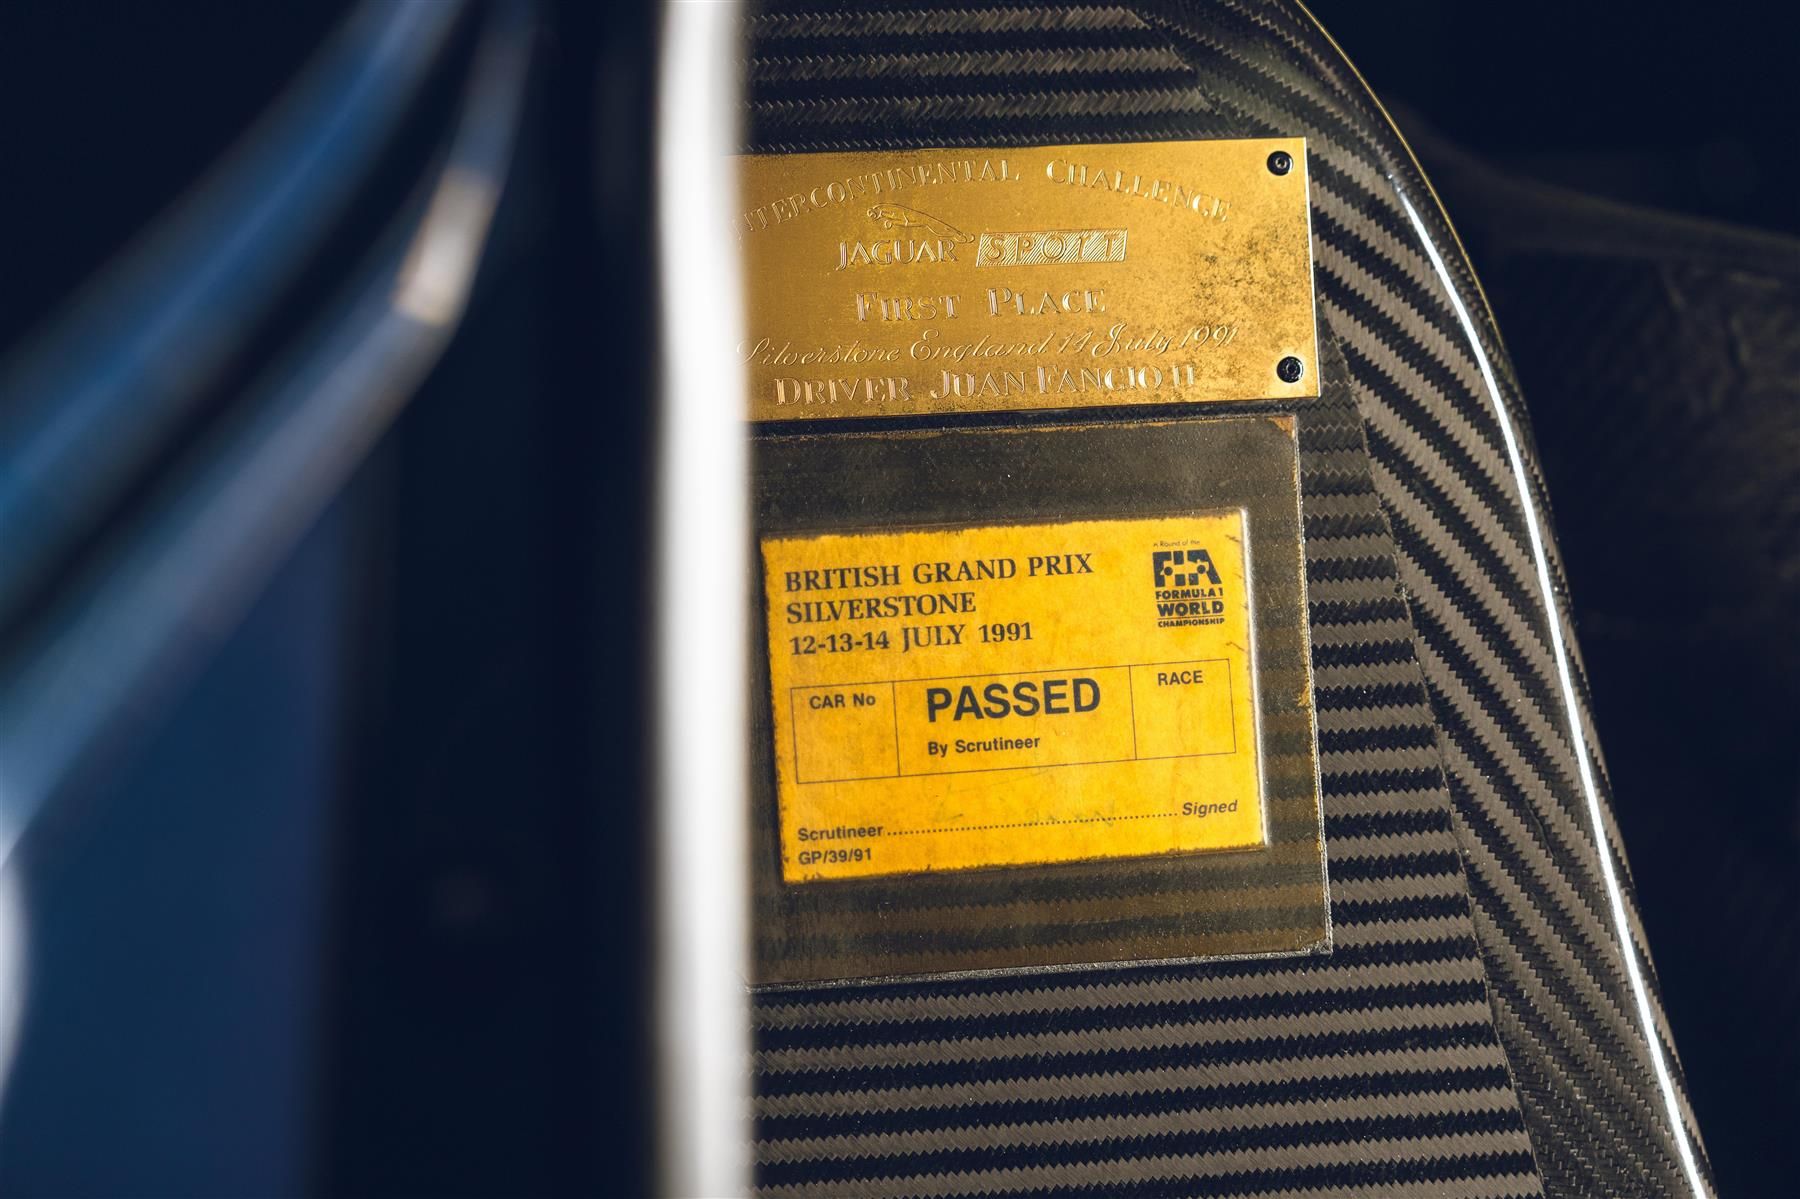 INTERCONTINENTAL CHALLENGE
JAGUAR SPORT
FIRST PLACE
Silverstone England 14 July 1991
DRIVER JUAN FANGIO II
BRITISH GRAND PRIX
SILVERSTONE
12-13-14 JULY 1991
A Round of the
FIA
FORMULA 1
WORLD
CHAMPIONSHIP
CAR No
PASSED
By Scrutineer
RACE
Scrutineer ........................................................ Signed
GP/39/91